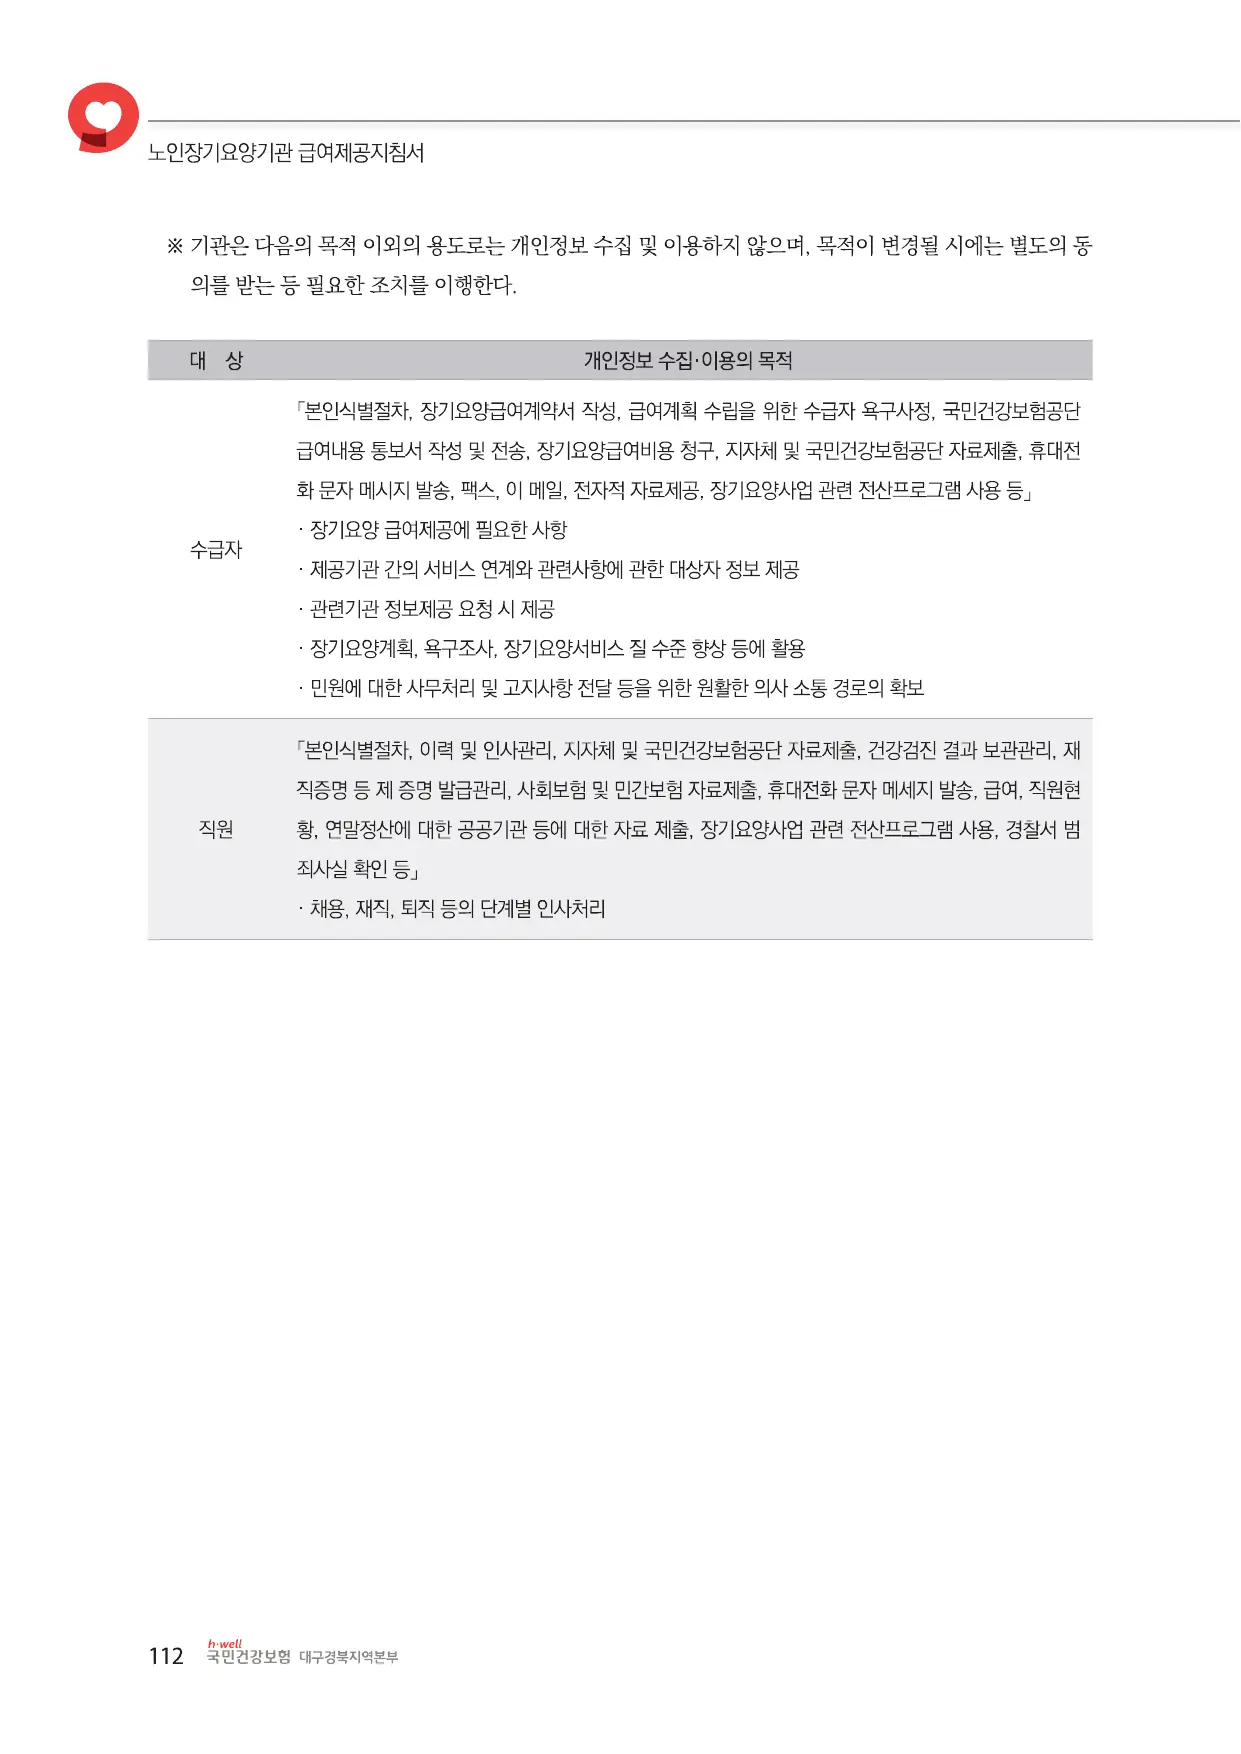 노인장기요양기관 급여제공지침서
※ 기관은 다음의 목적 이외의 용도로는 개인정보 수집 및 이용하지 않으며, 목적이 변경될 시에는 별도의 동
의를 받는 등 필요한 조치를 이행한다.
대 상 개인정보 수집·이용의 목적
수급자
「본인식별절차, 장기요양급여계약서 작성, 급여계획 수립을 위한 수급자 욕구사정, 국민건강보험공단
급여내용 통보서 작성 및 전송, 장기요양급여비용 청구, 지자체 및 국민건강보험공단 자료제출, 휴대전
화 문자 메시지 발송, 팩스, 이 메일, 전자적 자료제공, 장기요양사업 관련 전산프로그램 사용 등」
· 장기요양 급여제공에 필요한 사항
· 제공기관 간의 서비스 연계와 관련사항에 관한 대상자 정보 제공
· 관련기관 정보제공 요청 시 제공
· 장기요양계획, 욕구조사, 장기요양서비스 질 수준 향상 등에 활용
· 민원에 대한 사무처리 및 고지사항 전달 등을 위한 원활한 의사 소통 경로의 확보
직원
「본인식별절차, 이력 및 인사관리, 지자체 및 국민건강보험공단 자료제출, 건강검진 결과 보관관리, 재
직증명 등 제 증명 발급관리, 사회보험 및 민간보험 자료제출, 휴대전화 문자 메세지 발송, 급여, 직원현
황, 연말정산에 대한 공공기관 등에 대한 자료 제출, 장기요양사업 관련 전산프로그램 사용, 경찰서 범
죄사실 확인 등」
· 채용, 재직, 퇴직 등의 단계별 인사처리
112 h·well 국민건강보험 대구경북지역본부